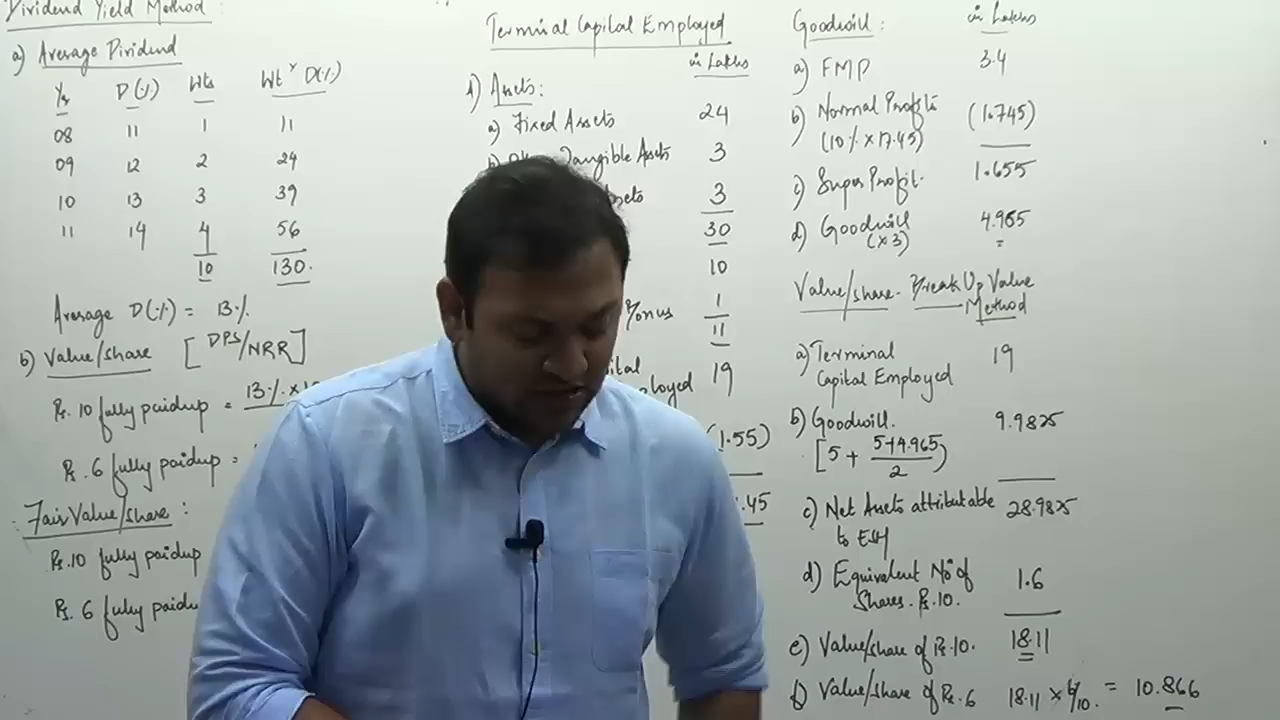 Dividend Yield Method :
a) Average Dividend
Yr D(%) Wts Wt x D(%)
08 11 1 11
09 12 2 24
10 13 3 39
11 14 4 56
10 130.
Average D(%) = 13%
b) Value/share [DPS/NRR]
Rs. 10 fully paidup = 13% x
Rs. 6 fully paidup =
Fair Value/share :
Rs. 10 fully paidup
Rs. 6 fully
Terminal Capital Employed
in Lakhs
1) Assets :
a) Fixed Assets 24
Tangible Assets 3
3
30
10
1
11
19
(1.55)
.45
Goodwill : in Lakhs
a) FMP 3.4
b) Normal Profits (1.745)
(10% x 17.45)
c) Super Profit. 1.655
d) Goodwill 4.965
(x3)
Value/share - Break Up Value
Method
a) Terminal 19
Capital Employed
b) Goodwill. 9.9825
[5 + 5+4.965/2)
c) Net Assets attributable 28.9825
to ESH
d) Equivalent No of 1.6
Shares. Rs. 10.
e) Value/share of Rs. 10. 18.11
f) Value/share of Rs. 6 18.11 x 6/10. = 10.866